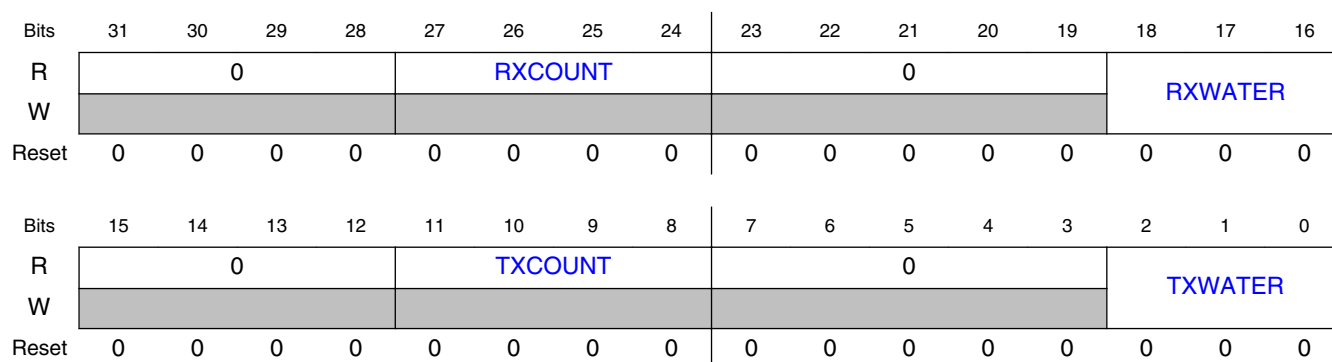 Bits 31 30 29 28 27 26 25 24 23 22 21 20 19 18 17 16
R 0 RXCOUNT 0 RXWATER
W
Reset 0 0 0 0 0 0 0 0 0 0 0 0 0 0 0 0
Bits 15 14 13 12 11 10 9 8 7 6 5 4 3 2 1 0
R 0 TXCOUNT 0 TXWATER
W
Reset 0 0 0 0 0 0 0 0 0 0 0 0 0 0 0 0